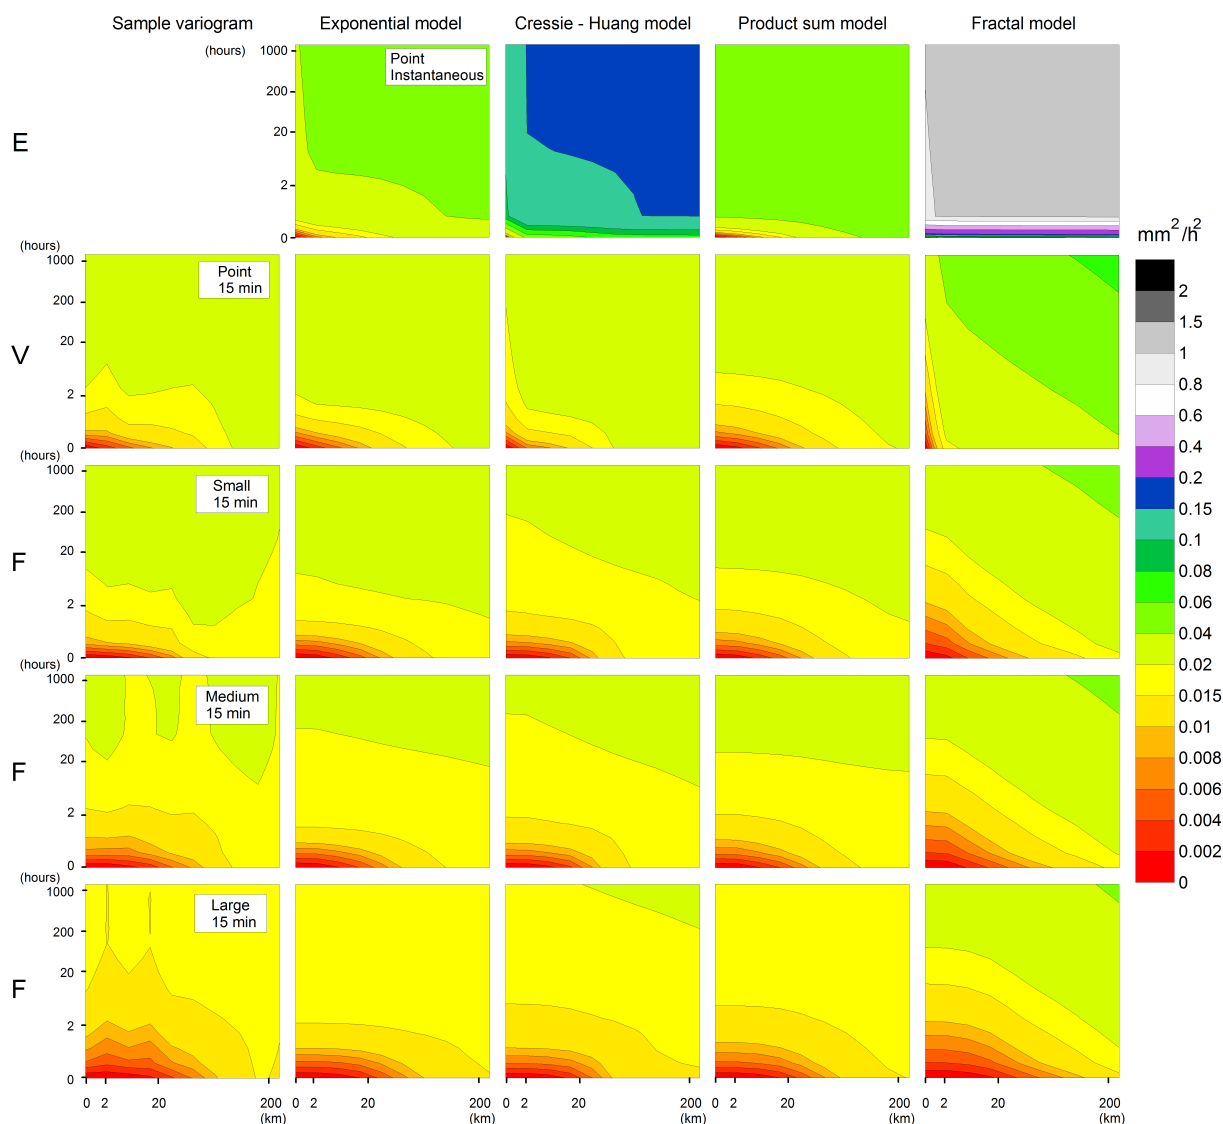 Sample variogram Exponential model Cressie - Huang model Product sum model Fractal model
(hours) 1000 200 20 2 0
Point
Instantaneous
E
mm²/h²
2
1.5
1
0.8
0.6
0.4
0.2
0.15
0.1
0.08
0.06
0.04
0.02
0.015
0.01
0.008
0.006
0.004
0.002
0
(hours)
1000
200
20
2
0
Point
15 min
V
(hours)
1000
200
20
2
0
Small
15 min
F
(hours)
1000
200
20
2
0
Medium
15 min
F
(hours)
1000
200
20
2
0
Large
15 min
F
0 2 20 200 0 2 20 200 0 2 20 200 0 2 20 200 0 2 20 200
(km) (km) (km) (km) (km)